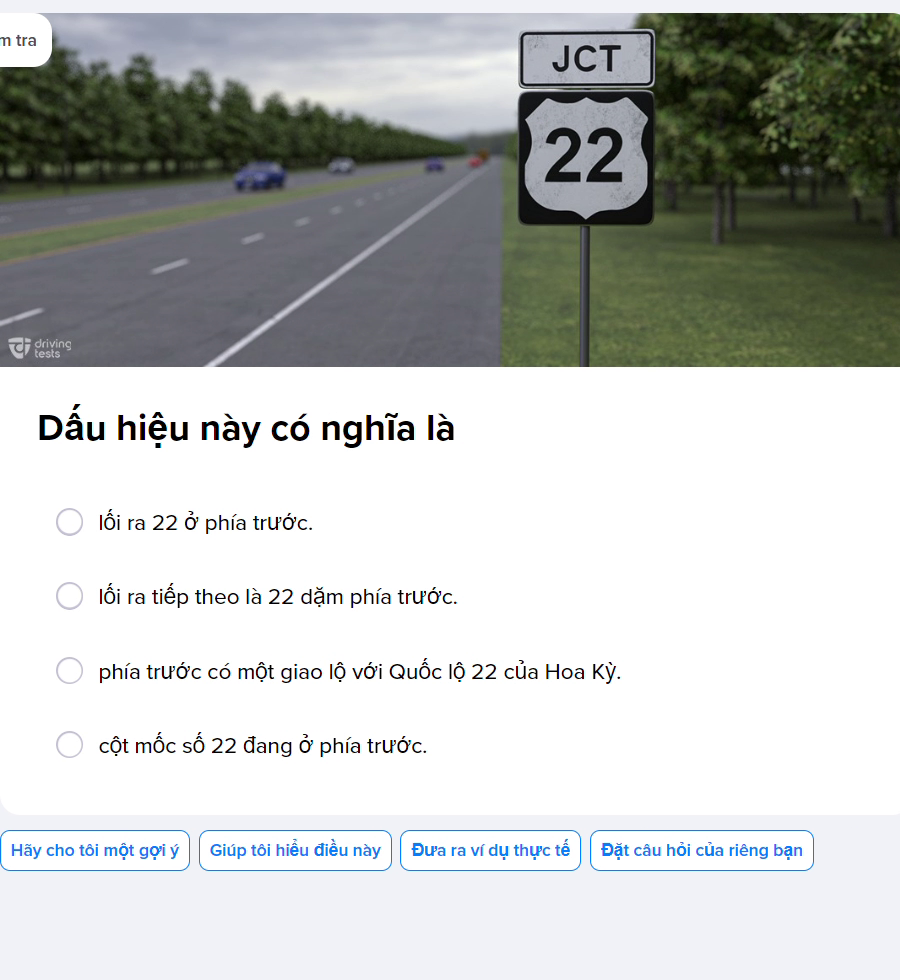 m tra
JCT
22
driving
tests
Dấu hiệu này có nghĩa là
lối ra 22 ở phía trước.
lối ra tiếp theo là 22 dặm phía trước.
phía trước có một giao lộ với Quốc lộ 22 của Hoa Kỳ.
cột mốc số 22 đang ở phía trước.
Hãy cho tôi một gợi ý
Giúp tôi hiểu điều này
Đưa ra ví dụ thực tế
Đặt câu hỏi của riêng bạn